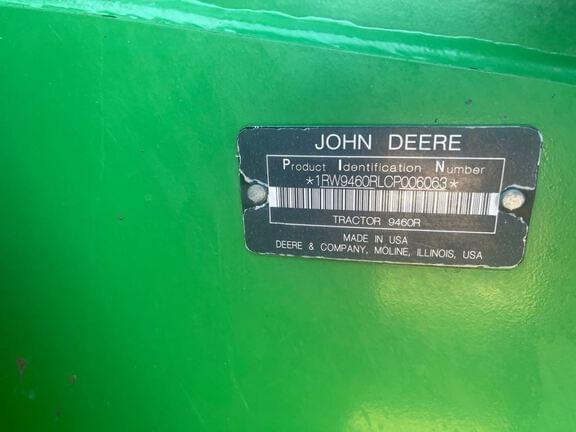 JOHN DEERE
Product Identification Number
*1RW9460RLCP006063*
TRACTOR 9460R
MADE IN USA
DEERE & COMPANY, MOLINE, ILLINOIS, USA